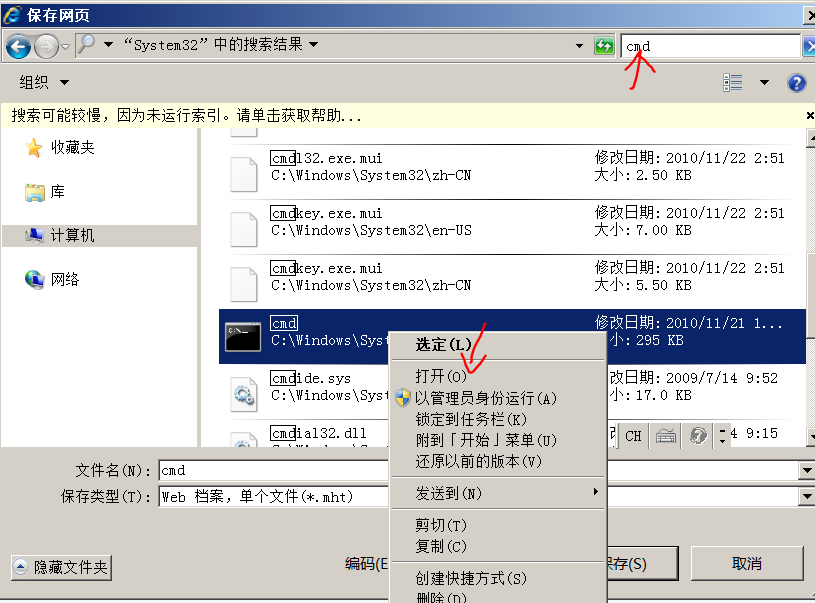 保存网页
“System32”中的搜索结果
cmd
组织
搜索可能较慢，因为未运行索引。请单击获取帮助...
收藏夹
库
计算机
网络
cmdl32.exe.mui
修改日期: 2010/11/22 2:51
C:\Windows\System32\zh-CN
大小: 2.50 KB
cmdkey.exe.mui
修改日期: 2010/11/22 2:51
C:\Windows\System32\en-US
大小: 7.00 KB
cmdkey.exe.mui
修改日期: 2010/11/22 2:51
C:\Windows\System32\zh-CN
大小: 5.50 KB
cmd
修改日期: 2010/11/21 1...
C:\Windows\Syst
小: 295 KB
cmdide.sys
改日期: 2009/7/14 9:52
C:\Windows\Syst
小: 17.0 KB
cmdial32.dll
CH
4 9:15
选定(L)
打开(O)
以管理员身份运行(A)
锁定到任务栏(K)
附到「开始」菜单(U)
还原以前的版本(V)
发送到(N)
剪切(T)
复制(C)
创建快捷方式(S)
删除(D)
文件名(N):
cmd
保存类型(T):
Web 档案，单个文件(*.mht)
隐藏文件夹
编码(E
保存(S)
取消